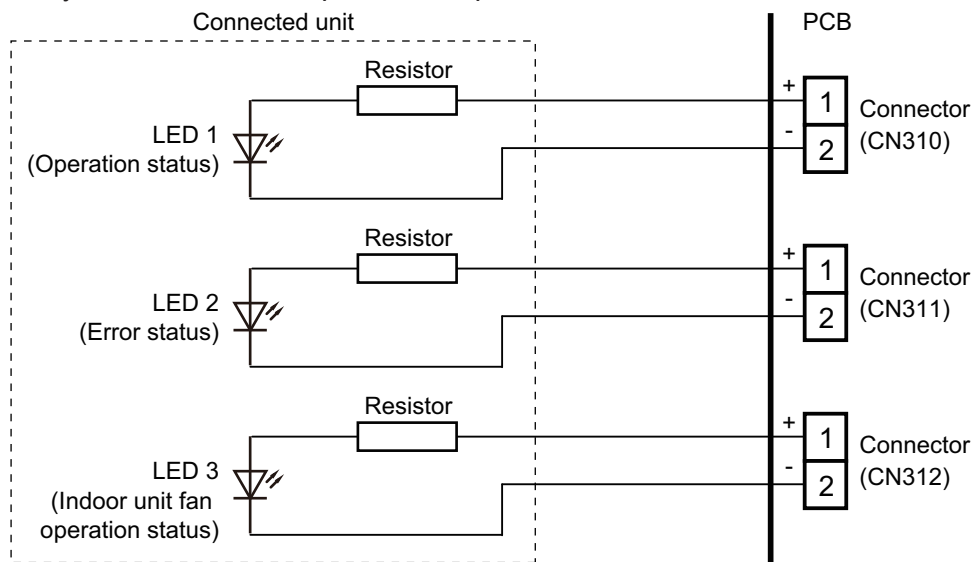 Connected unit
PCB
Resistor
LED 1
(Operation status)
+
1
-
2
Connector
(CN310)
Resistor
LED 2
(Error status)
+
1
-
2
Connector
(CN311)
Resistor
LED 3
(Indoor unit fan
operation status)
+
1
-
2
Connector
(CN312)